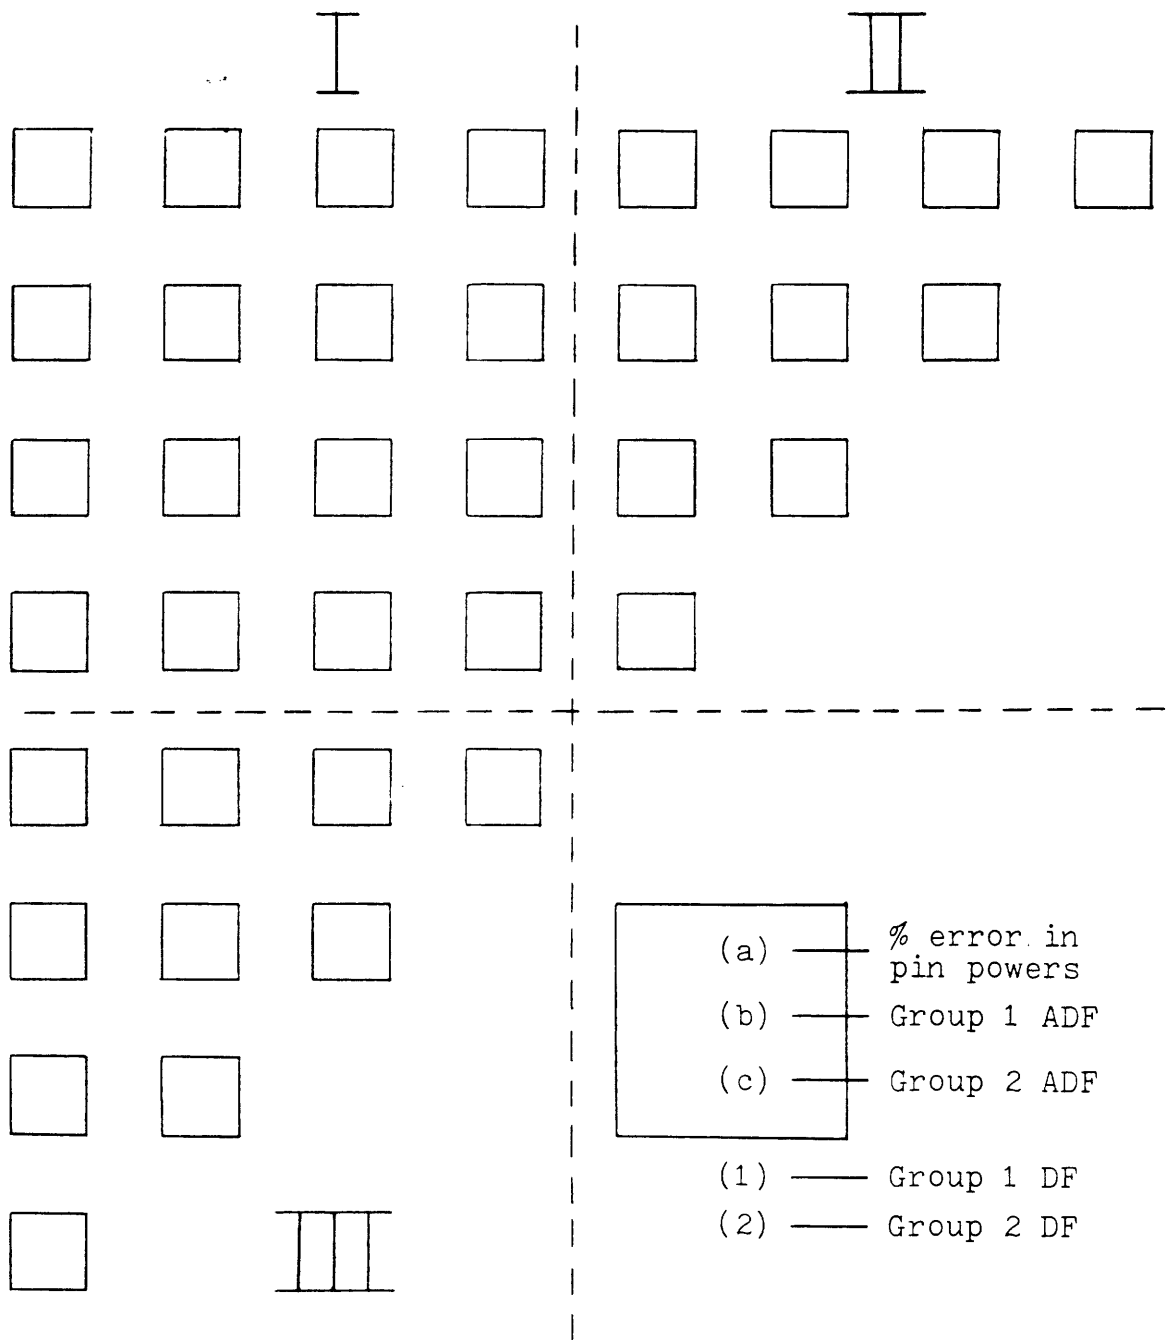 I
II
(a) % error in
pin powers
(b) Group 1 ADF
(c) Group 2 ADF
(1) Group 1 DF
(2) Group 2 DF
III